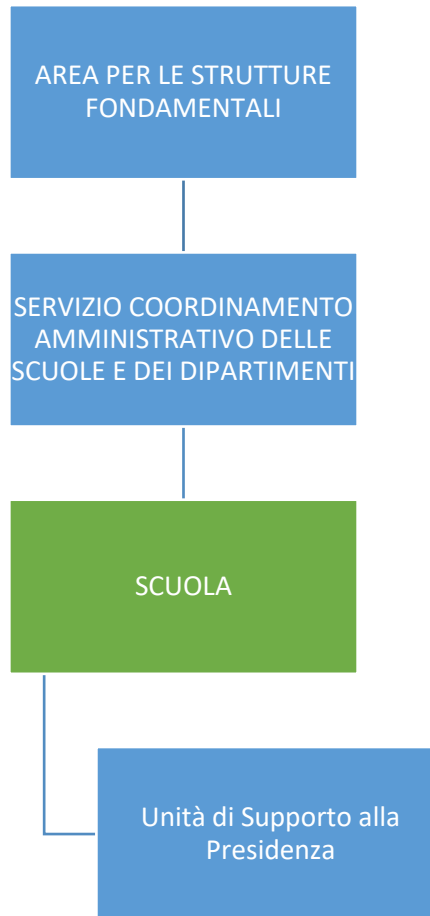 AREA PER LE STRUTTURE
FONDAMENTALI
SERVIZIO COORDINAMENTO
AMMINISTRATIVO DELLE
SCUOLE E DEI DIPARTIMENTI
SCUOLA
Unità di Supporto alla
Presidenza